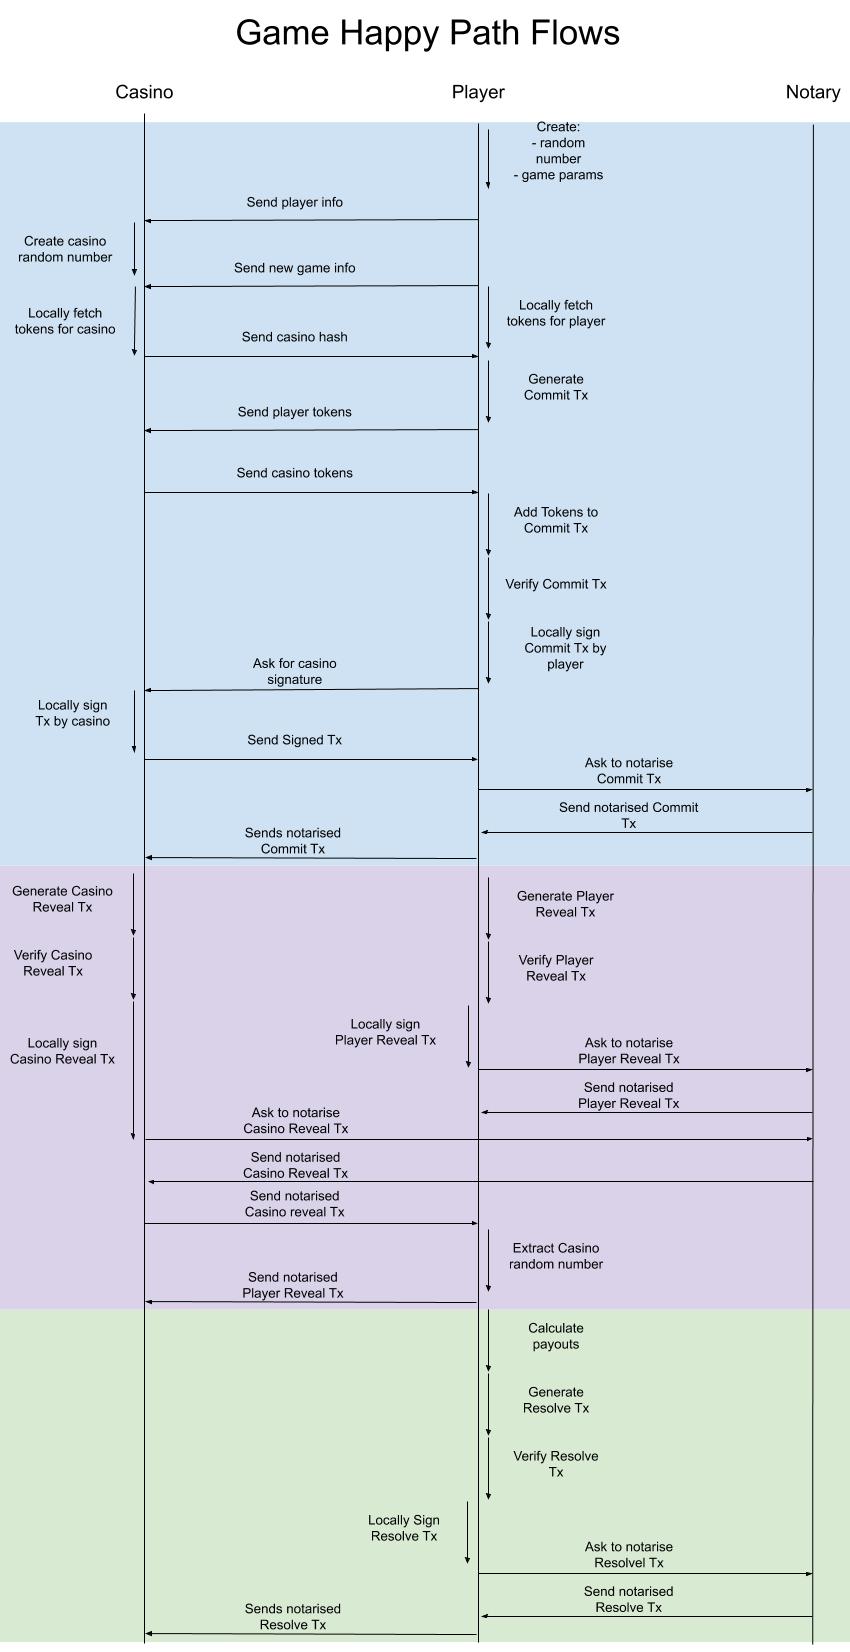 Game Happy Path Flows
Casino
Player
Notary
Create:
- random
number
- game params
Send player info
Create casino
random number
Send new game info
Locally fetch
tokens for casino
Locally fetch
tokens for player
Send casino hash
Generate
Commit Tx
Send player tokens
Send casino tokens
Add Tokens to
Commit Tx
Verify Commit Tx
Locally sign
Commit Tx by
player
Ask for casino
signature
Locally sign
Tx by casino
Send Signed Tx
Ask to notarise
Commit Tx
Send notarised Commit
Tx
Sends notarised
Commit Tx
Generate Casino
Reveal Tx
Generate Player
Reveal Tx
Verify Casino
Reveal Tx
Verify Player
Reveal Tx
Locally sign
Player Reveal Tx
Locally sign
Casino Reveal Tx
Ask to notarise
Player Reveal Tx
Send notarised
Player Reveal Tx
Ask to notarise
Casino Reveal Tx
Send notarised
Casino Reveal Tx
Send notarised
Casino reveal Tx
Extract Casino
random number
Send notarised
Player Reveal Tx
Calculate
payouts
Generate
Resolve Tx
Verify Resolve
Tx
Locally Sign
Resolve Tx
Ask to notarise
Resolvel Tx
Send notarised
Resolve Tx
Sends notarised
Resolve Tx